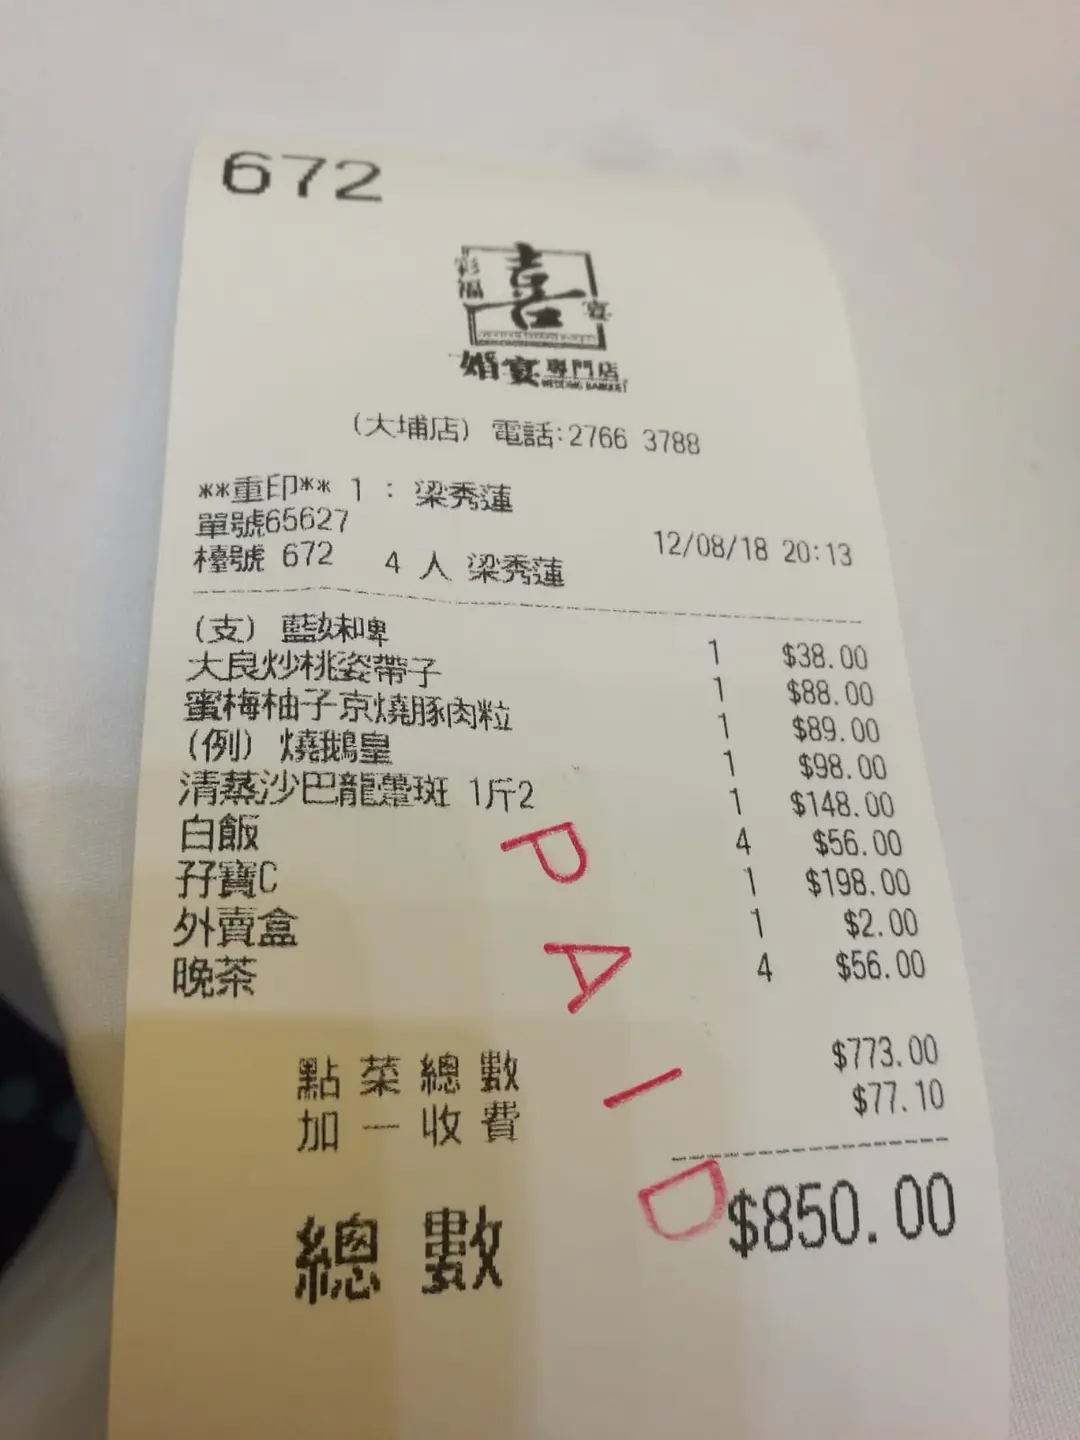 672
彩福
喜
宴
婚宴專門店
WEDDING BANQUET
(大埔店) 電話:2766 3788
**重印** 1 : 梁秀蓮
單號65627
12/08/18 20:13
檯號 672 4 人 梁秀蓮
(支) 藍妹啤 1 $38.00
大良炒桃姿帶子 1 $88.00
蜜梅柚子京燒豚肉粒 1 $89.00
(例) 燒鵝皇 1 $98.00
清蒸沙巴龍躉斑 1斤2 1 $148.00
白飯 4 $56.00
孖寶C 1 $198.00
外賣盒 1 $2.00
晚茶 4 $56.00
點菜總數 $773.00
加一收費 $77.10
總數 $850.00
PAID